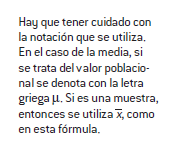 Hay que tener cuidado con
la notación que se utiliza.
En el caso de la media, si
se trata del valor poblacio-
nal se denota con la letra
griega μ. Si es una muestra,
entonces se utiliza x̅, como
en esta fórmula.